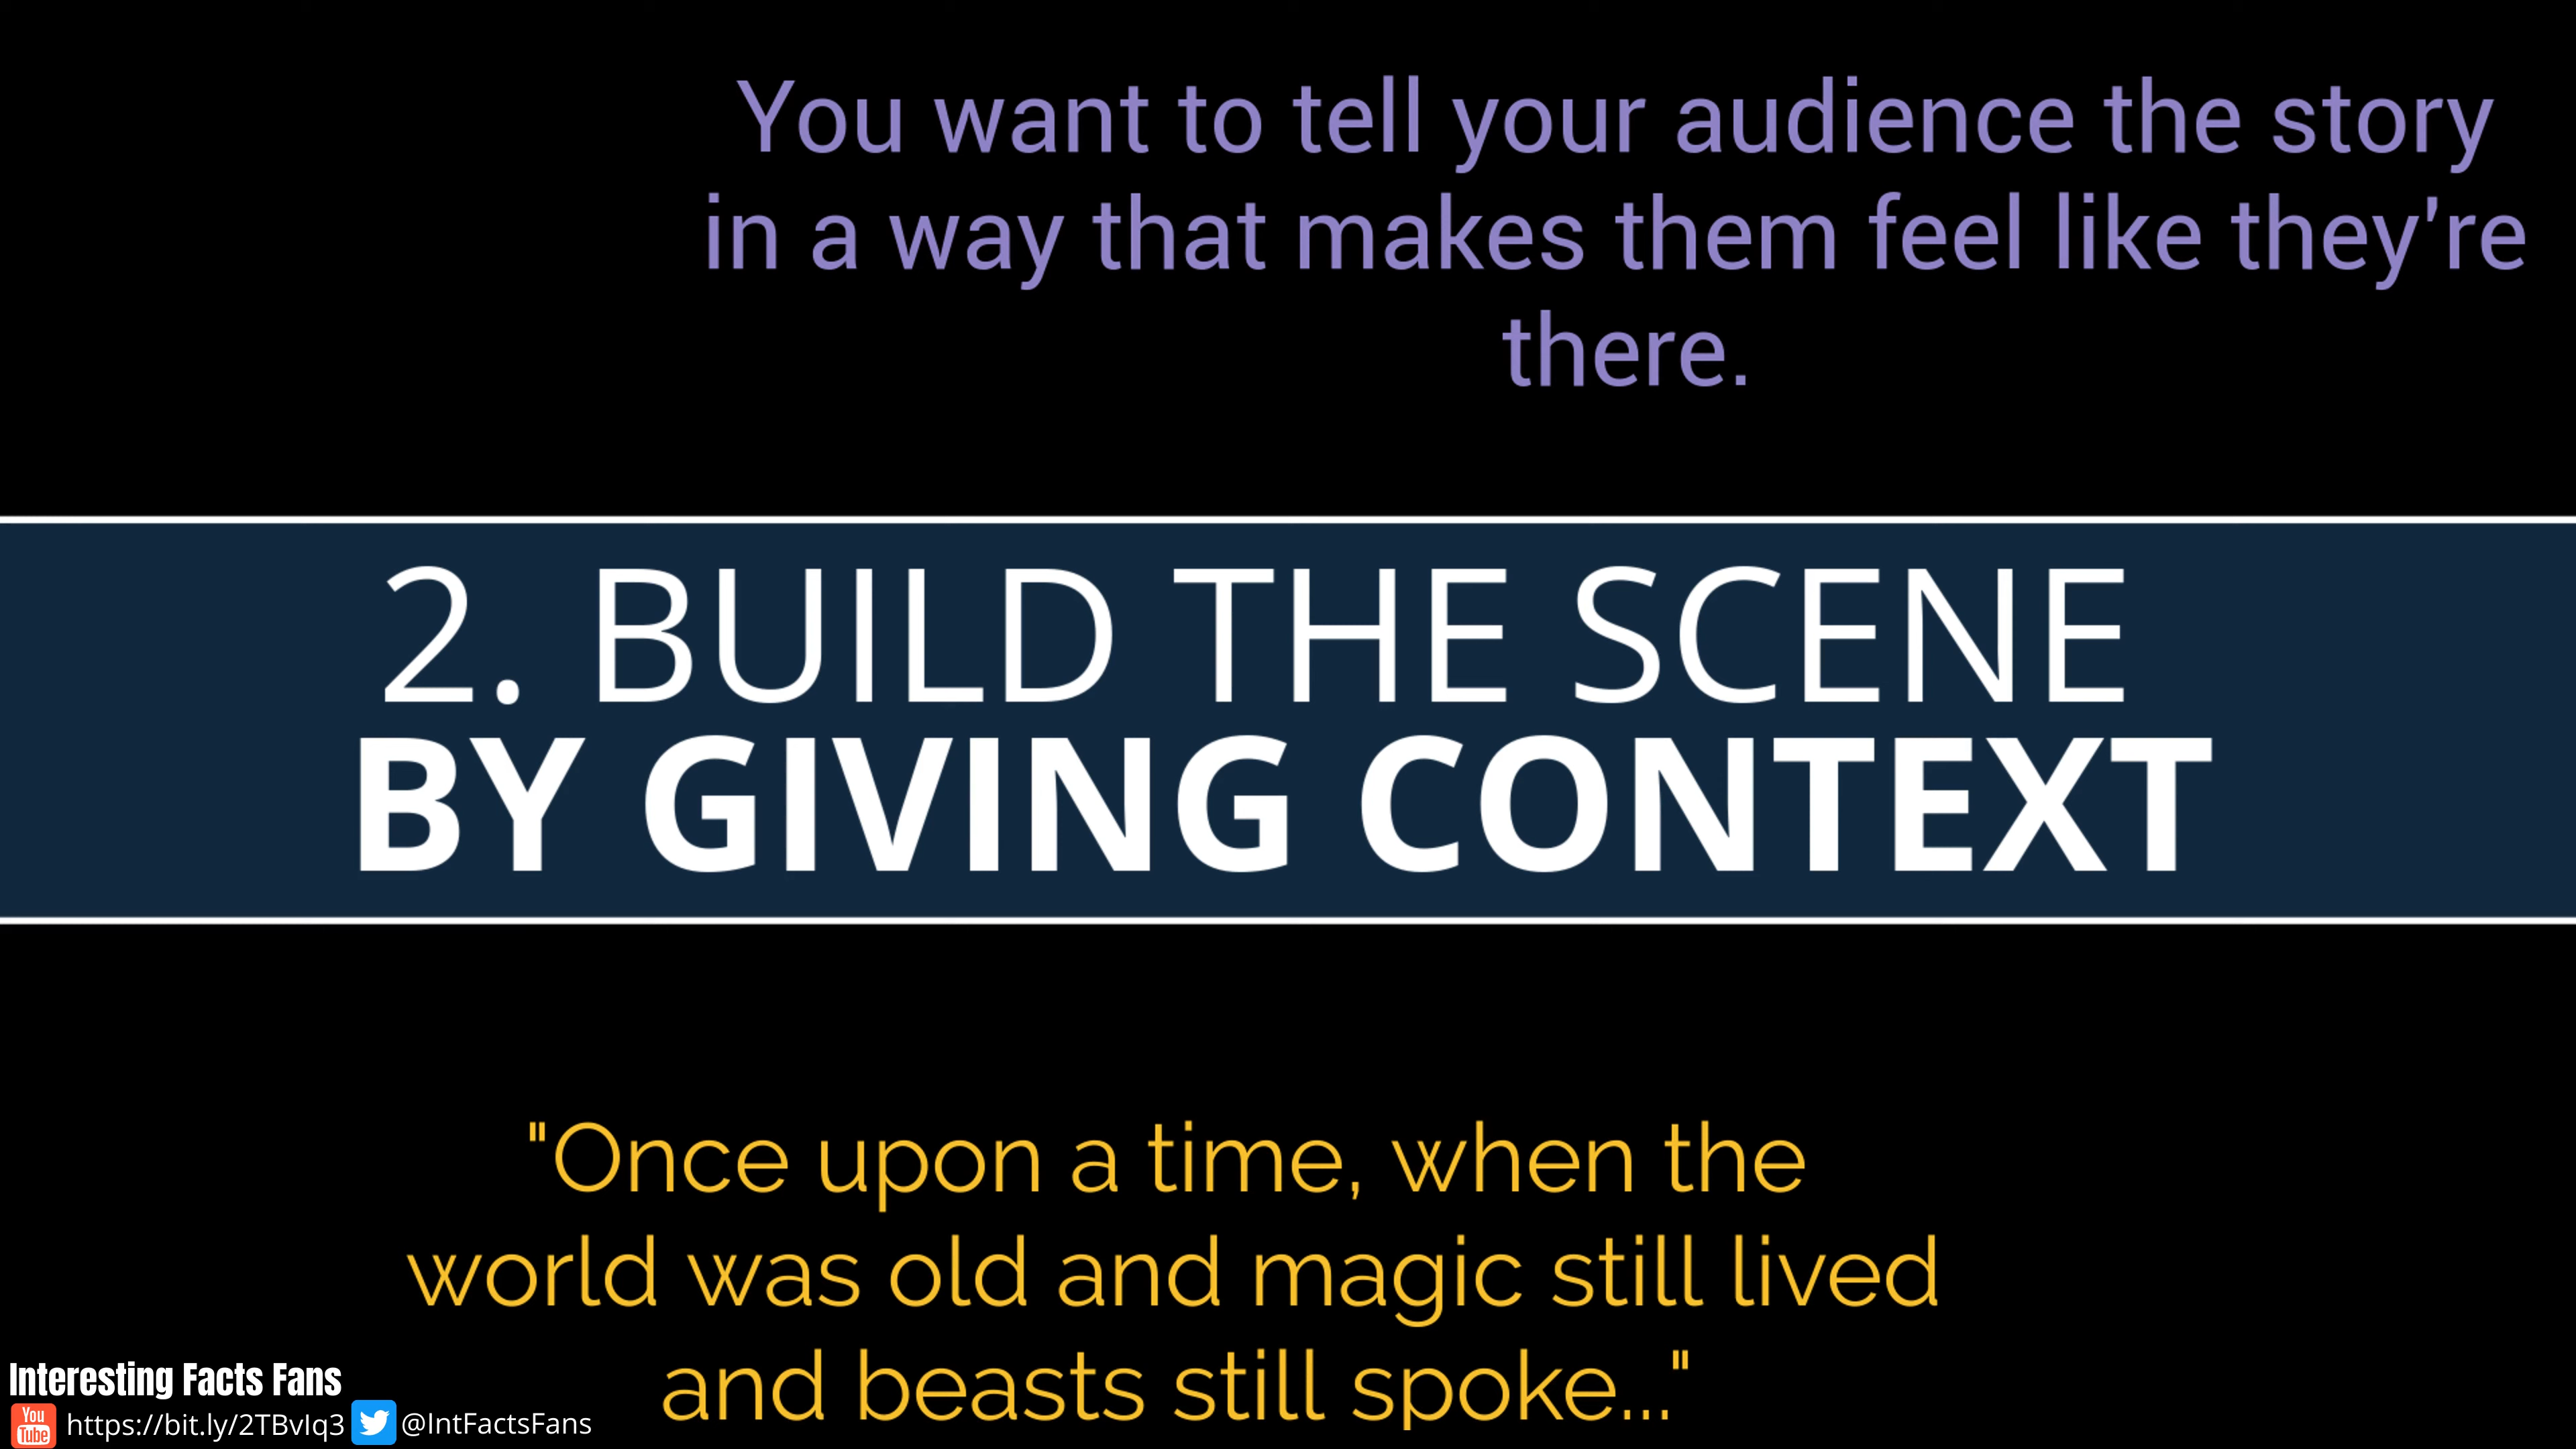 You want to tell your audience the story
in a way that makes them feel like they're
there.
2. BUILD THE SCENE
BY GIVING CONTEXT
"Once upon a time, when the
world was old and magic still lived
and beasts still spoke..."
Interesting Facts Fans
You Tube https://bit.ly/2TBvIq3 @IntFactsFans